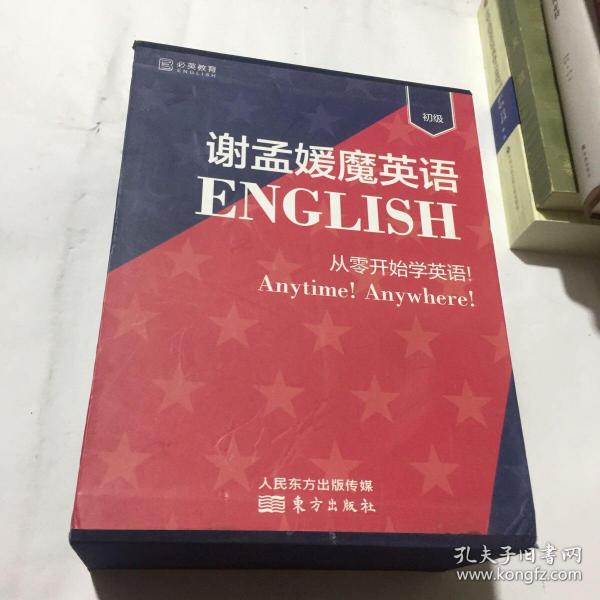 必英教育
ENGLISH
初级
谢孟媛魔英语
ENGLISH
从零开始学英语!
Anytime! Anywhere!
人民东方出版传媒
東方出版社
孔夫子旧书网
www.kongfz.com